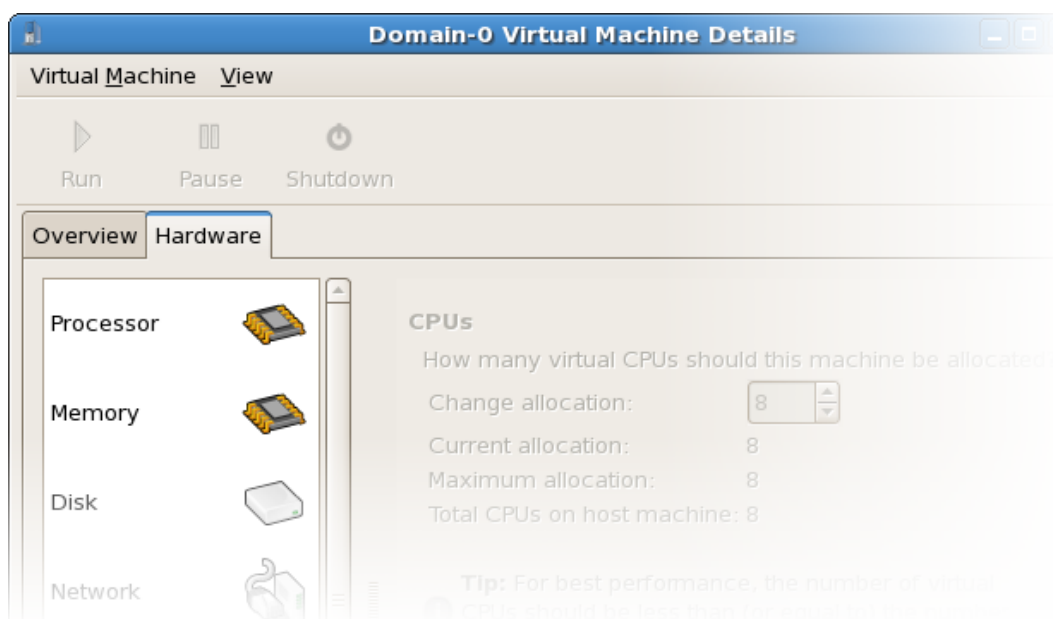 Domain-0 Virtual Machine Details
Virtual Machine View
Run Pause Shutdown
Overview Hardware
Processor
Memory
Disk
Network
CPUs
How many virtual CPUs should this machine be allocated
Change allocation: 8
Current allocation: 8
Maximum allocation: 8
Total CPUs on host machine: 8
Tip: For best performance, the number of virtual
CPUs should be less than (or equal to) the